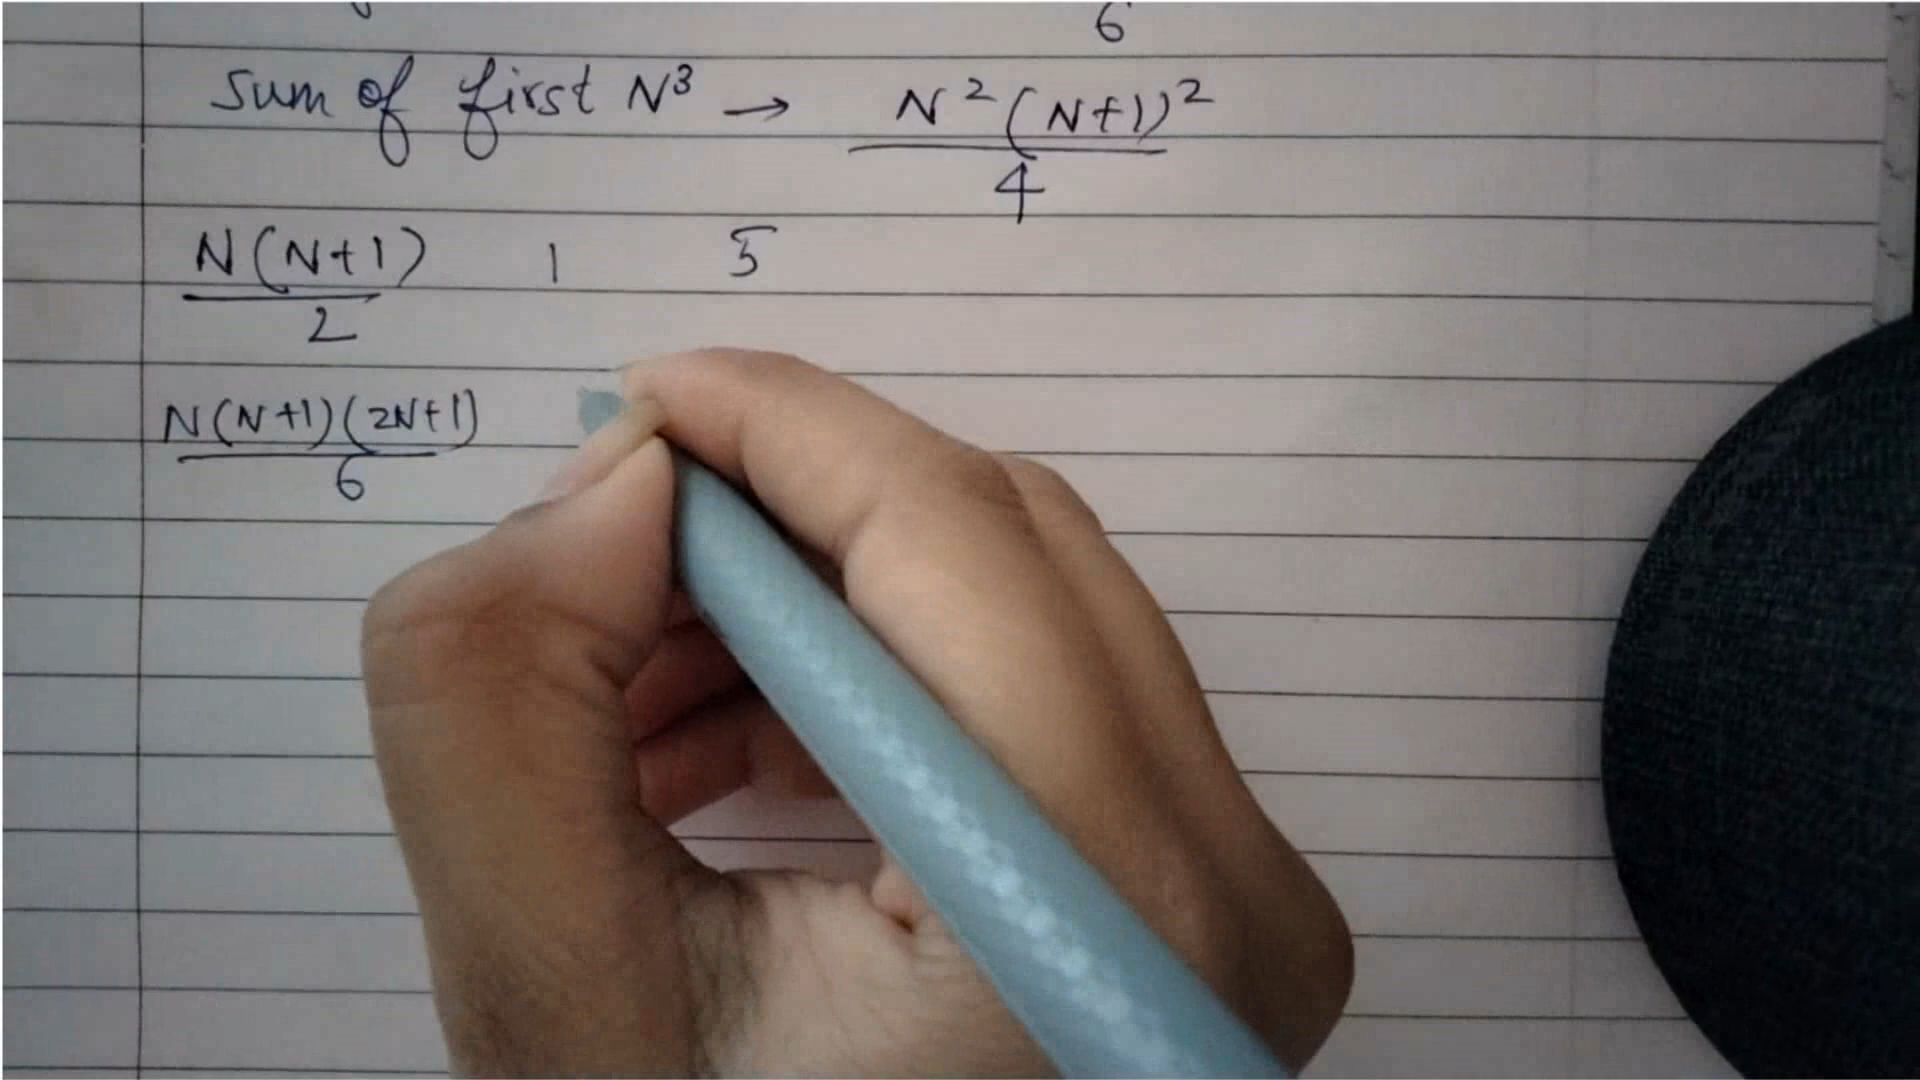 6
Sum of first N³ → N²(N+1)²
4
N(N+1) 1 5
2
N(N+1)(2N+1)
6